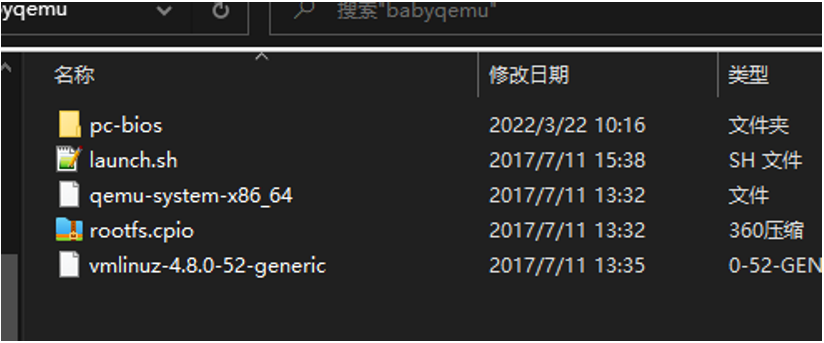 yqemu 搜索"babyqemu"
名称 修改日期 类型
pc-bios 2022/3/22 10:16 文件夹
launch.sh 2017/7/11 15:38 SH 文件
qemu-system-x86_64 2017/7/11 13:32 文件
rootfs.cpio 2017/7/11 13:32 360压缩
vmlinuz-4.8.0-52-generic 2017/7/11 13:35 0-52-GEN